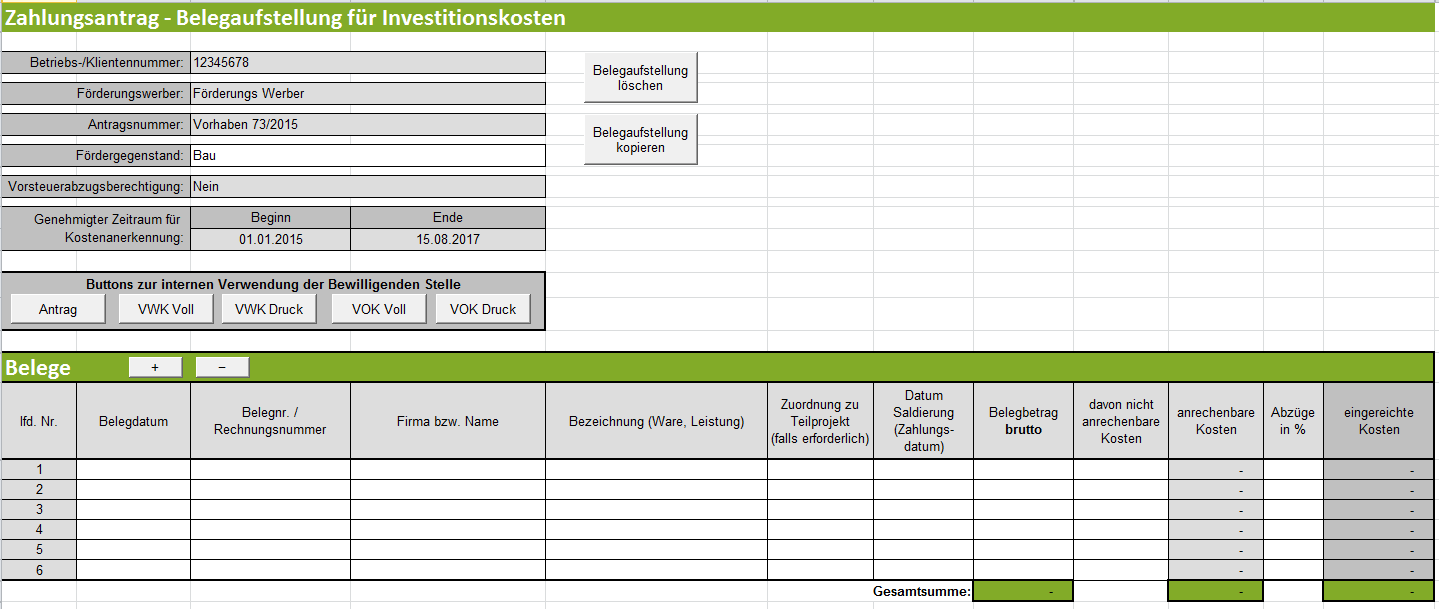 Zahlungsantrag - Belegaufstellung für Investitionskosten
Betriebs-/Klientennummer: 12345678
Förderungswerber: Förderungs Werber
Antragsnummer: Vorhaben 73/2015
Fördergegenstand: Bau
Vorsteuerabzugsberechtigung: Nein
Genehmigter Zeitraum für
Kostenanerkennung:
Beginn Ende
01.01.2015 15.08.2017
Belegaufstellung
löschen
Belegaufstellung
kopieren
Buttons zur internen Verwendung der Bewilligenden Stelle
Antrag VWK Voll VWK Druck VOK Voll VOK Druck
Belege + −
lfd. Nr.
Belegdatum
Belegnr. /
Rechnungsnummer
Firma bzw. Name
Bezeichnung (Ware, Leistung)
Zuordnung zu
Teilprojekt
(falls erforderlich)
Datum
Saldierung
(Zahlungs-
datum)
Belegbetrag
brutto
davon nicht
anrechenbare
Kosten
anrechenbare
Kosten
Abzüge
in %
eingereichte
Kosten
1 - -
2 - -
3 - -
4 - -
5 - -
6 - -
Gesamtsumme: - - -